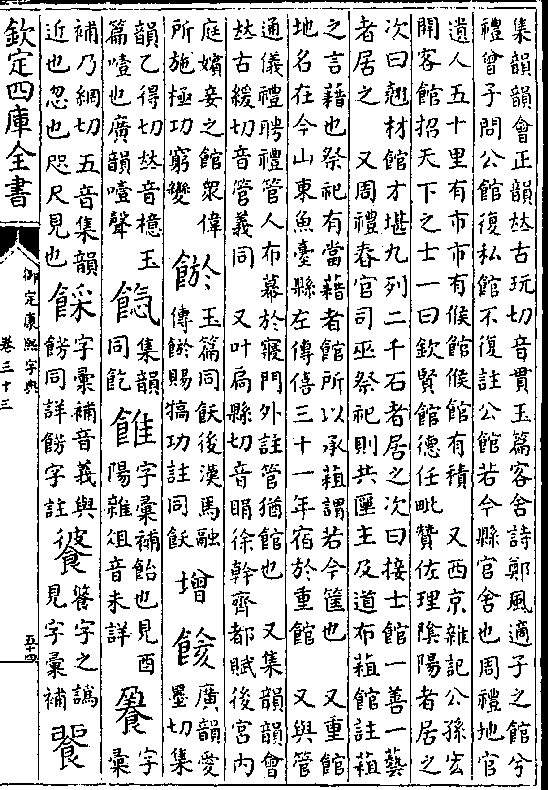 集韻韻會正韻𠀤古玩切音貫玉篇客舍詩鄭風適子之館兮
禮曾子問公館復私館不復註公館若今縣官舍也周禮地官
遺人五十里有市市有候館候館有積 又西京雜記公孫宏
開客館招天下之士一曰欽賢館德任毗贊佐理陰陽者居之
次曰翹材館才堪九列二千石者居之次曰接士館一善一藝
者居之 又周禮春官司巫祭祀則共匰主及道布蒩館註蒩
之言藉也祭祀有當藉者館所以承蒩謂若今筐也 又重館
地名在今山東魚臺縣左傳僖三十一年宿於重館 又與管
通儀禮聘禮管人布幕於寢門外註管猶館也 又集韻韻會
𠀤古緩切音管義同 又叶扃縣切音睊徐幹齊都賦後宮內
庭嬪妾之館衆偉
所施極功窮變
䬭
玉篇同飫後漢馬融
傳䬭賜犒功註同飫
增
餩
廣韻愛
墨切集
韻乙得切𠀤音檍玉
篇噎也廣韻噎聲
餼
集韻
同飢
䧹
字彙補飴也見酉
陽雜俎音未詳
字
彙
補乃綱切五音集韻
近也忽也咫尺見也
䌽
字彙補音義與
餝同詳餝字註
餐字之譌
見字彙補
欽定四庫全書
御定康熙字典
卷三十三
五十四